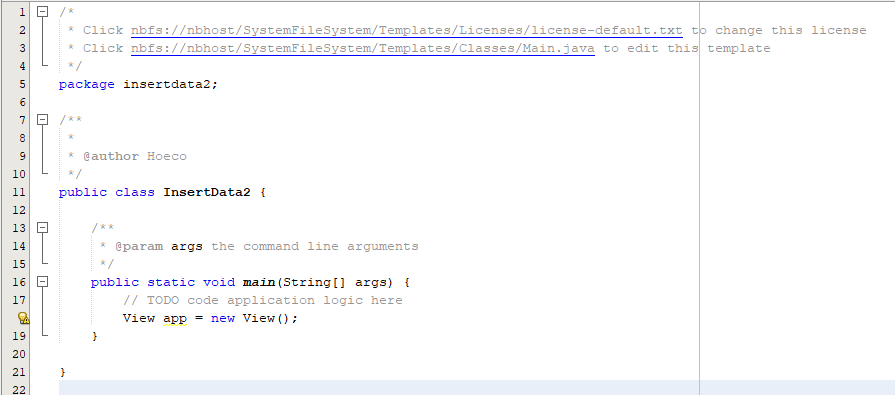 1 /*
2  * Click nbfs://nbhost/SystemFileSystem/Templates/Licenses/license-default.txt to change this license
3  * Click nbfs://nbhost/SystemFileSystem/Templates/Classes/Main.java to edit this template
4  */
5 package insertdata2;
6
7 /**
8  *
9  * @author Hoeco
10  */
11 public class InsertData2 {
12
13     /**
14      * @param args the command line arguments
15      */
16     public static void main(String[] args) {
17         // TODO code application logic here
        View app = new View();
19     }
20
21 }
22